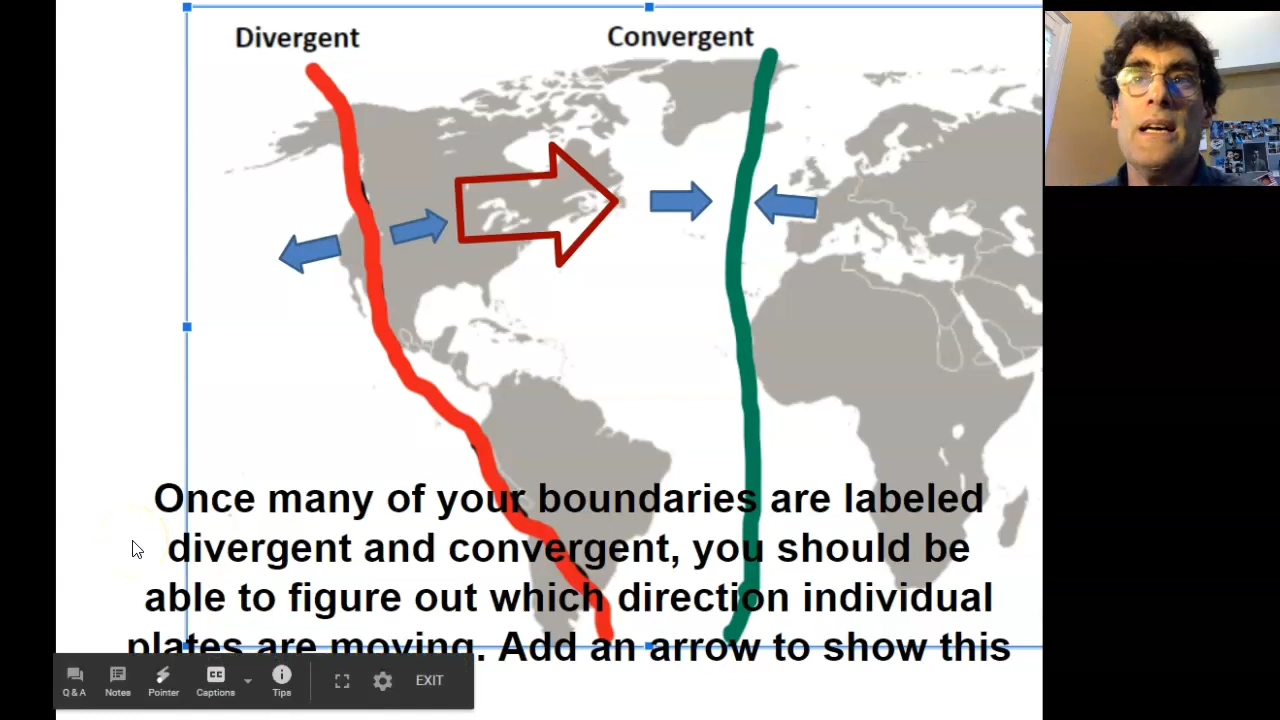 Divergent
Convergent
Once many of your boundaries are labeled
divergent and convergent, you should be
able to figure out which direction individual
plates are moving. Add an arrow to show this
Q & A
Notes
Pointer
CC
Captions
Tips
EXIT